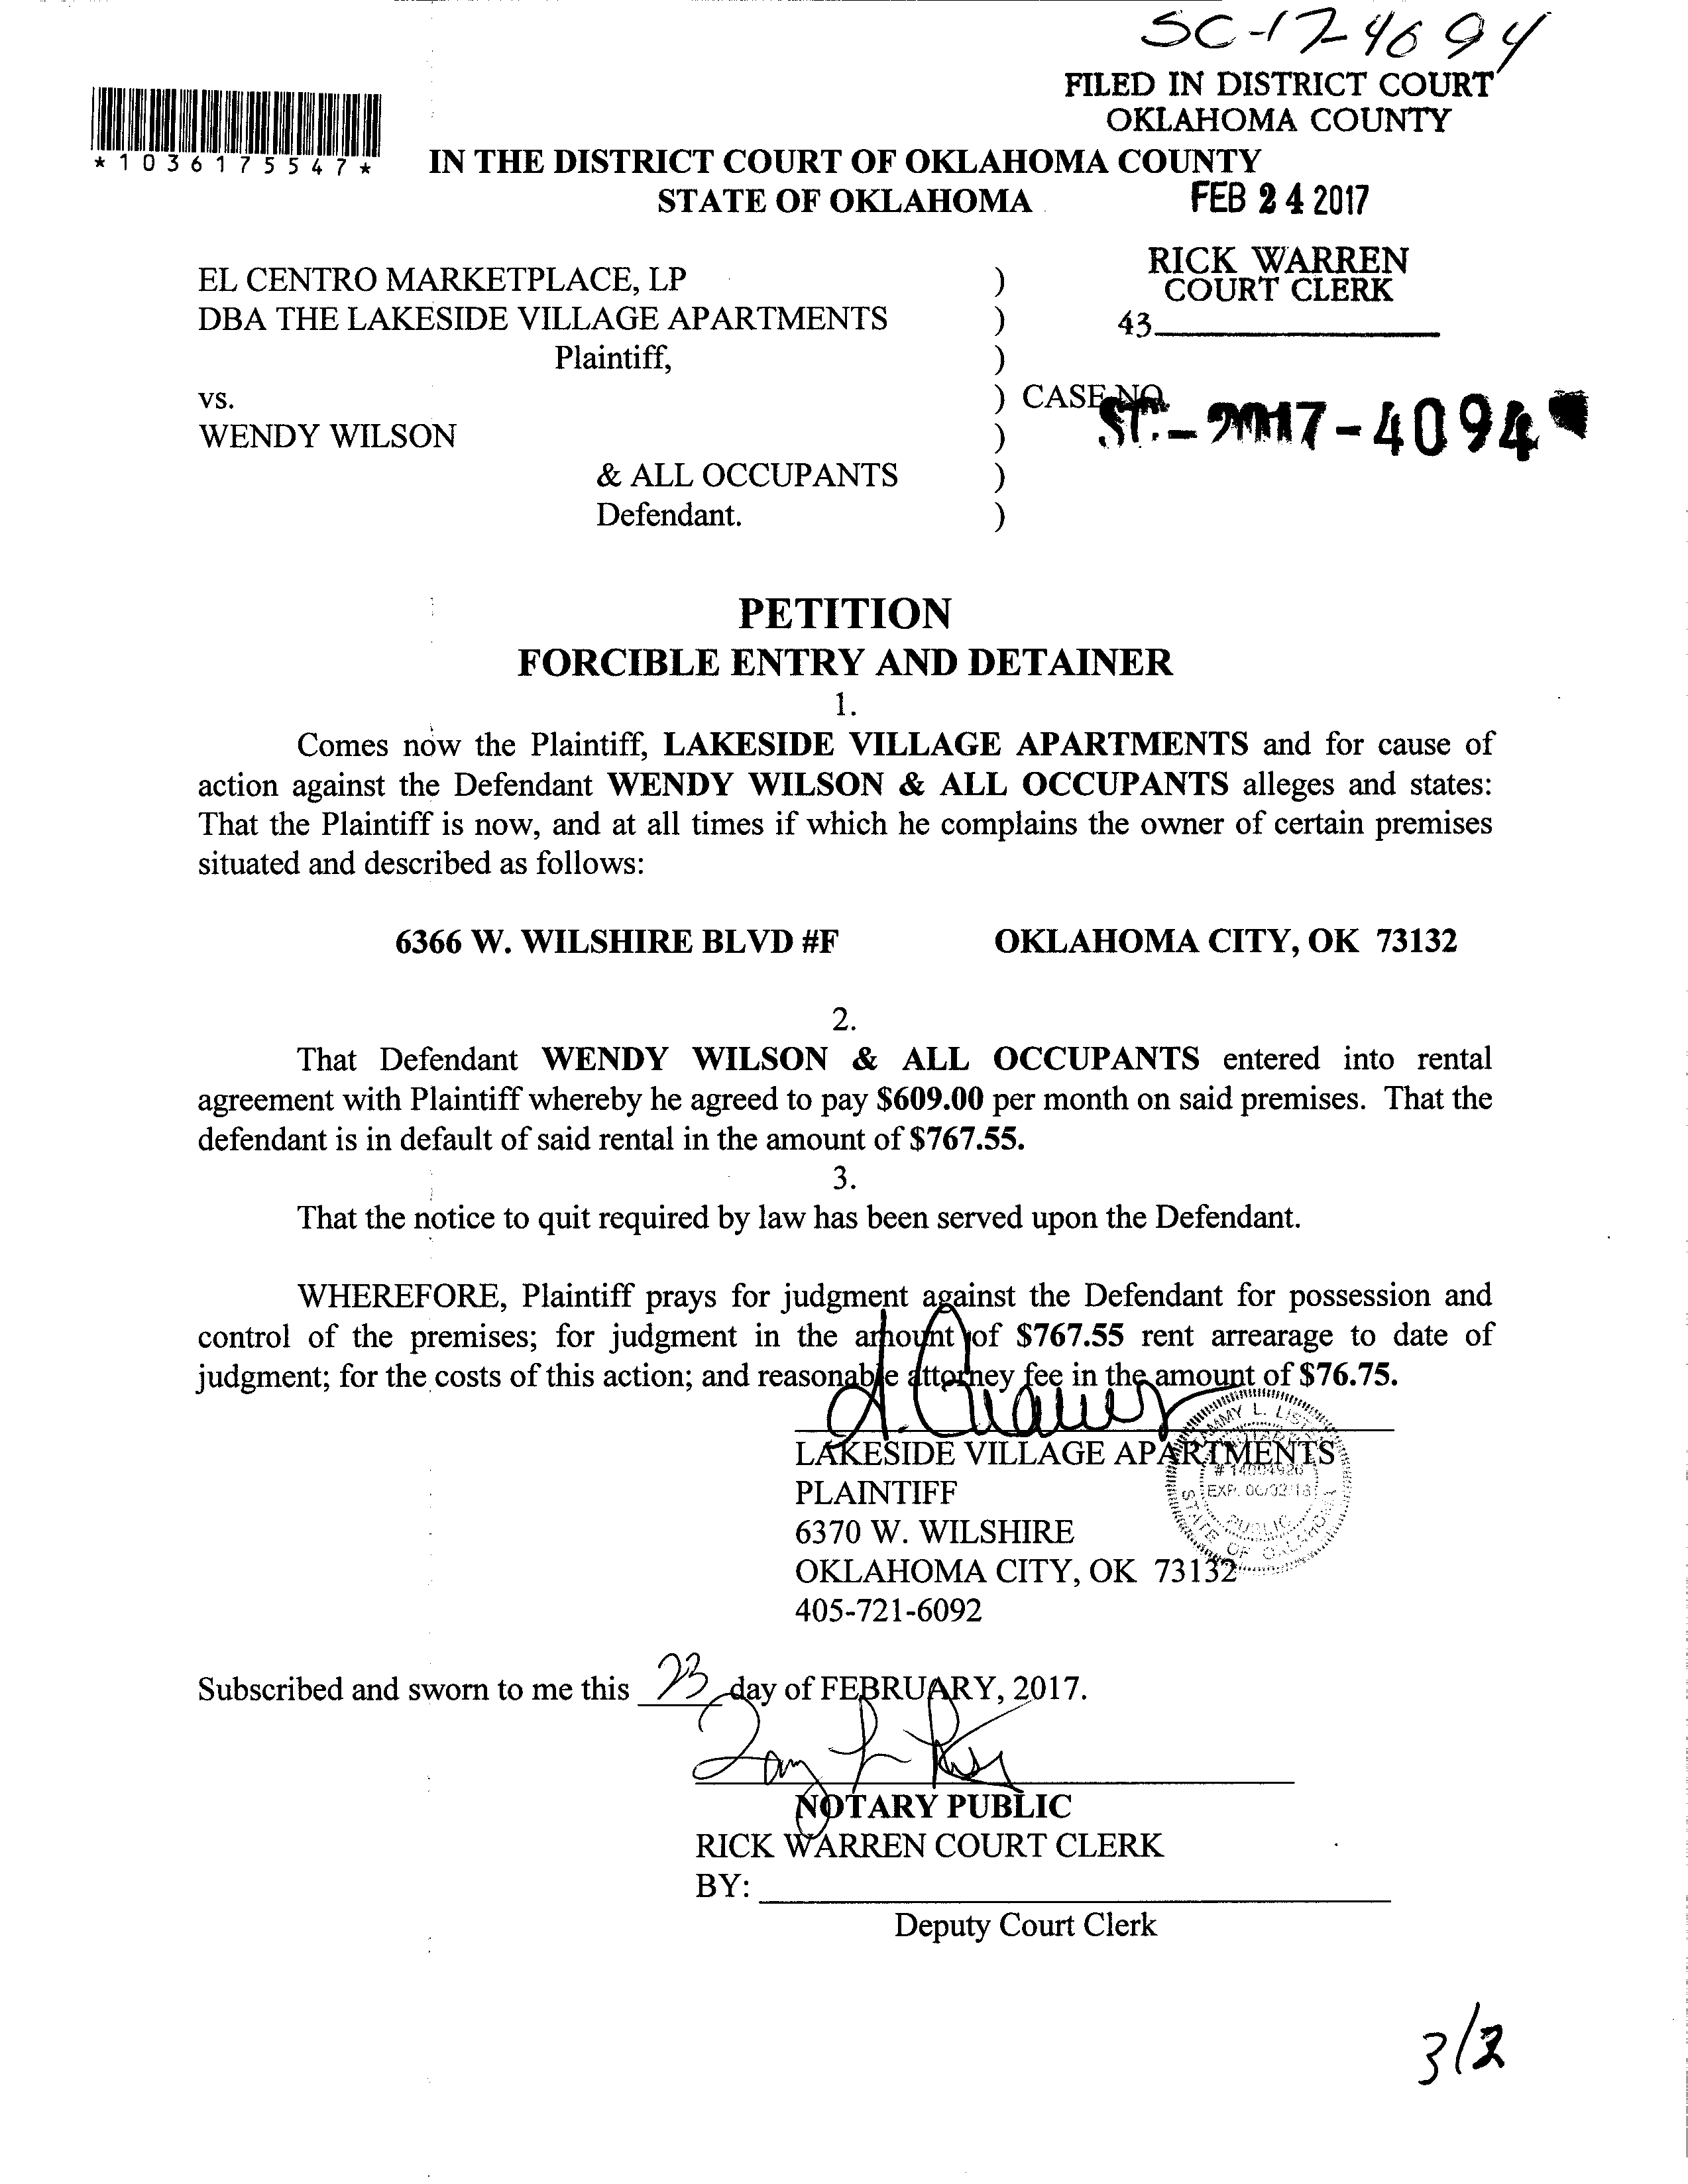 SC-17-4094
FILED IN DISTRICT COURT
OKLAHOMA COUNTY
*1036175547*
IN THE DISTRICT COURT OF OKLAHOMA COUNTY
STATE OF OKLAHOMA
FEB 24 2017
RICK WARREN
COURT CLERK
43
EL CENTRO MARKETPLACE, LP )
DBA THE LAKESIDE VILLAGE APARTMENTS )
Plaintiff, )
vs. ) CASE NO.
-2017-4094
WENDY WILSON )
& ALL OCCUPANTS )
Defendant. )
PETITION
FORCIBLE ENTRY AND DETAINER
1.
Comes now the Plaintiff, LAKESIDE VILLAGE APARTMENTS and for cause of
action against the Defendant WENDY WILSON & ALL OCCUPANTS alleges and states:
That the Plaintiff is now, and at all times if which he complains the owner of certain premises
situated and described as follows:
6366 W. WILSHIRE BLVD #F OKLAHOMA CITY, OK 73132
2.
That Defendant WENDY WILSON & ALL OCCUPANTS entered into rental
agreement with Plaintiff whereby he agreed to pay $609.00 per month on said premises. That the
defendant is in default of said rental in the amount of $767.55.
3.
That the notice to quit required by law has been served upon the Defendant.
WHEREFORE, Plaintiff prays for judgment against the Defendant for possession and
control of the premises; for judgment in the amount of $767.55 rent arrearage to date of
judgment; for the costs of this action; and reasonable attorney fee in the amount of $76.75.
LAKESIDE VILLAGE APARTMENTS
PLAINTIFF
6370 W. WILSHIRE
OKLAHOMA CITY, OK 73132
405-721-6092
# 14004926
EXP. 06/02/18
PUBLIC
STATE OF OKLAHOMA
Subscribed and sworn to me this 23 day of FEBRUARY, 2017.
NOTARY PUBLIC
RICK WARREN COURT CLERK
BY:
Deputy Court Clerk
3/2